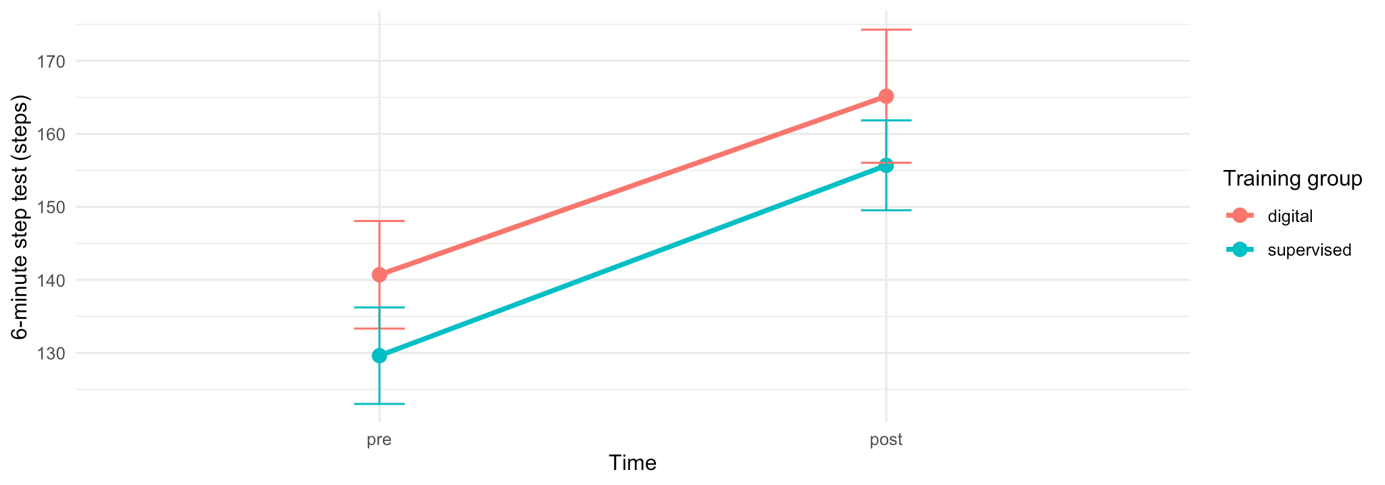 6-minute step test (steps)
170
160
150
140
130
pre
post
Time
Training group
digital
supervised